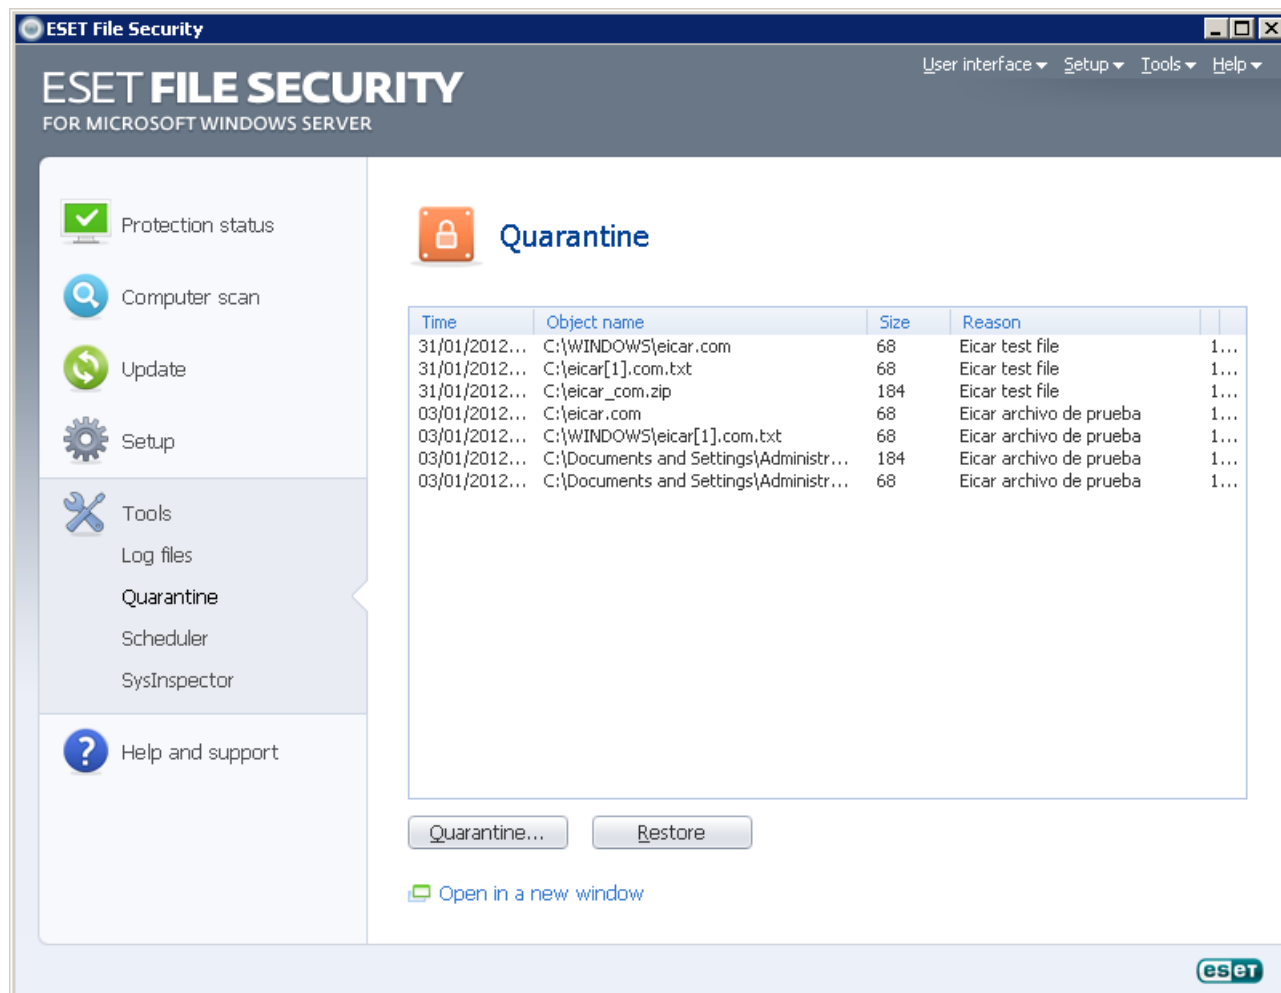 ESET File Security
ESET FILE SECURITY
FOR MICROSOFT WINDOWS SERVER
User interface Setup Tools Help
Protection status
Computer scan
Update
Setup
Tools
Log files
Quarantine
Scheduler
SysInspector
Help and support
Quarantine
Time Object name Size Reason
31/01/2012... C:\WINDOWS\eicar.com 68 Eicar test file 1...
31/01/2012... C:\eicar[1].com.txt 68 Eicar test file 1...
31/01/2012... C:\eicar_com.zip 184 Eicar test file 1...
03/01/2012... C:\eicar.com 68 Eicar archivo de prueba 1...
03/01/2012... C:\WINDOWS\eicar[1].com.txt 68 Eicar archivo de prueba 1...
03/01/2012... C:\Documents and Settings\Administr... 184 Eicar archivo de prueba 1...
03/01/2012... C:\Documents and Settings\Administr... 68 Eicar archivo de prueba 1...
Quarantine... Restore
Open in a new window
eset